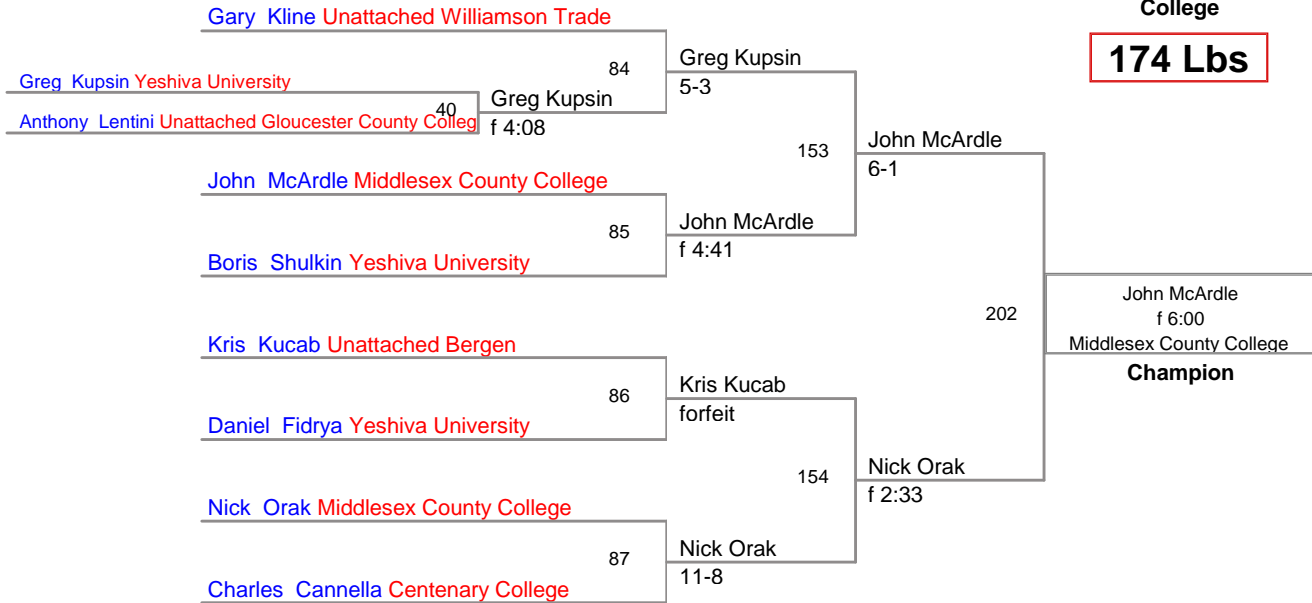 College
174 Lbs
Gary Kline Unattached Williamson Trade
84
Greg Kupsin
5-3
Greg Kupsin Yeshiva University
40
Greg Kupsin
f 4:08
Anthony Lentini Unattached Gloucester County Colleg
153
John McArdle
6-1
John McArdle Middlesex County College
85
John McArdle
f 4:41
Boris Shulkin Yeshiva University
202
John McArdle
f 6:00
Middlesex County College
Champion
Kris Kucab Unattached Bergen
86
Kris Kucab
forfeit
Daniel Fidrya Yeshiva University
154
Nick Orak
f 2:33
Nick Orak Middlesex County College
87
Nick Orak
11-8
Charles Cannella Centenary College